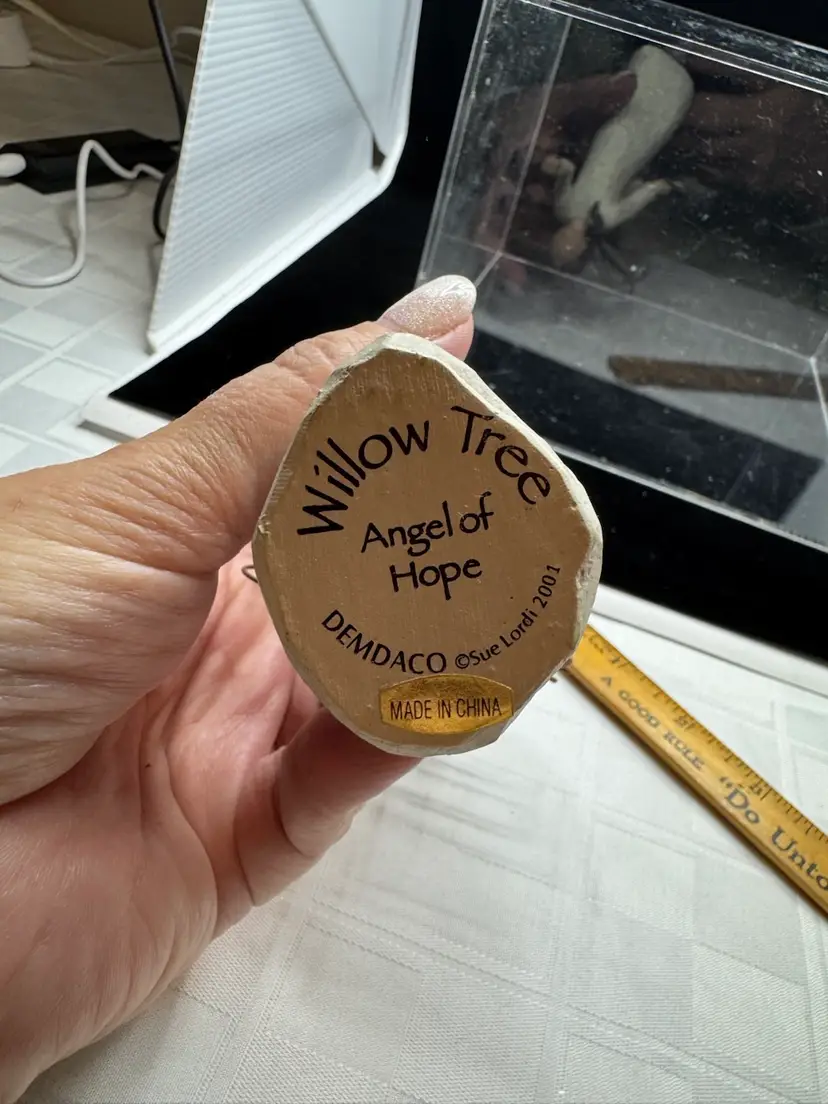 Willow Tree
Angel of
Hope
DEMDACO ©Sue Lordi 2001
MADE IN CHINA
A GOOD RULE
"Do Unto